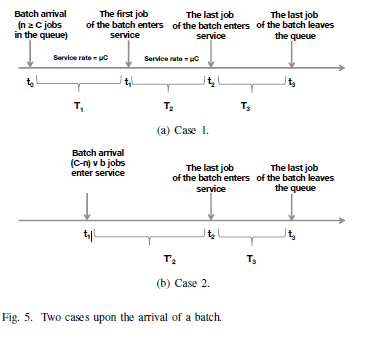 Batch arrival
(n ≥ C jobs
in the queue)
The first job
of the batch enters
service
The last job
of the batch enters
service
The last job
of the batch leaves
the queue
Service rate = μC
Service rate = μC
t₀
t₁
t₂
t₃
T₁
T₂
T₃
(a) Case 1.
Batch arrival
(C-n) ∨ b jobs
enter service
The last job
of the batch enters
service
The last job
of the batch leaves
the queue
t₁
t₂
t₃
T'₂
T₃
(b) Case 2.
Fig. 5. Two cases upon the arrival of a batch.